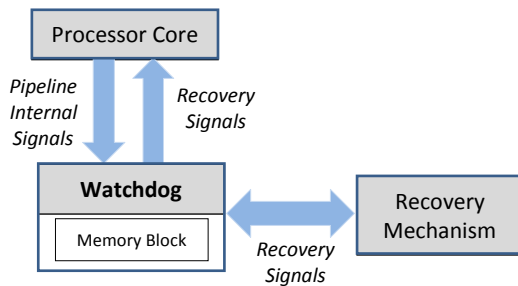 Processor Core
Pipeline
Internal
Signals
Recovery
Signals
Watchdog
Memory Block
Recovery
Mechanism
Recovery
Signals